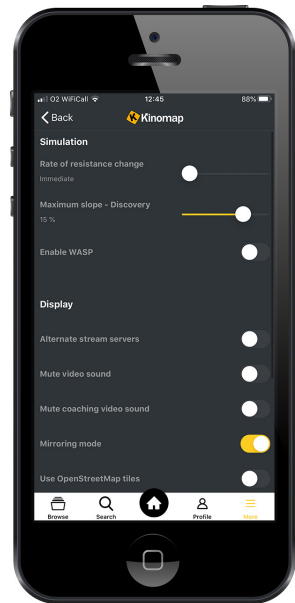 O2 WiFiCall 12:45 88%
Back Kinomap
Simulation
Rate of resistance change
Immediate
Maximum slope - Discovery
15 %
Enable WASP
Display
Alternate stream servers
Mute video sound
Mute coaching video sound
Mirroring mode
Use OpenStreetMap tiles
Browse Search Profile More